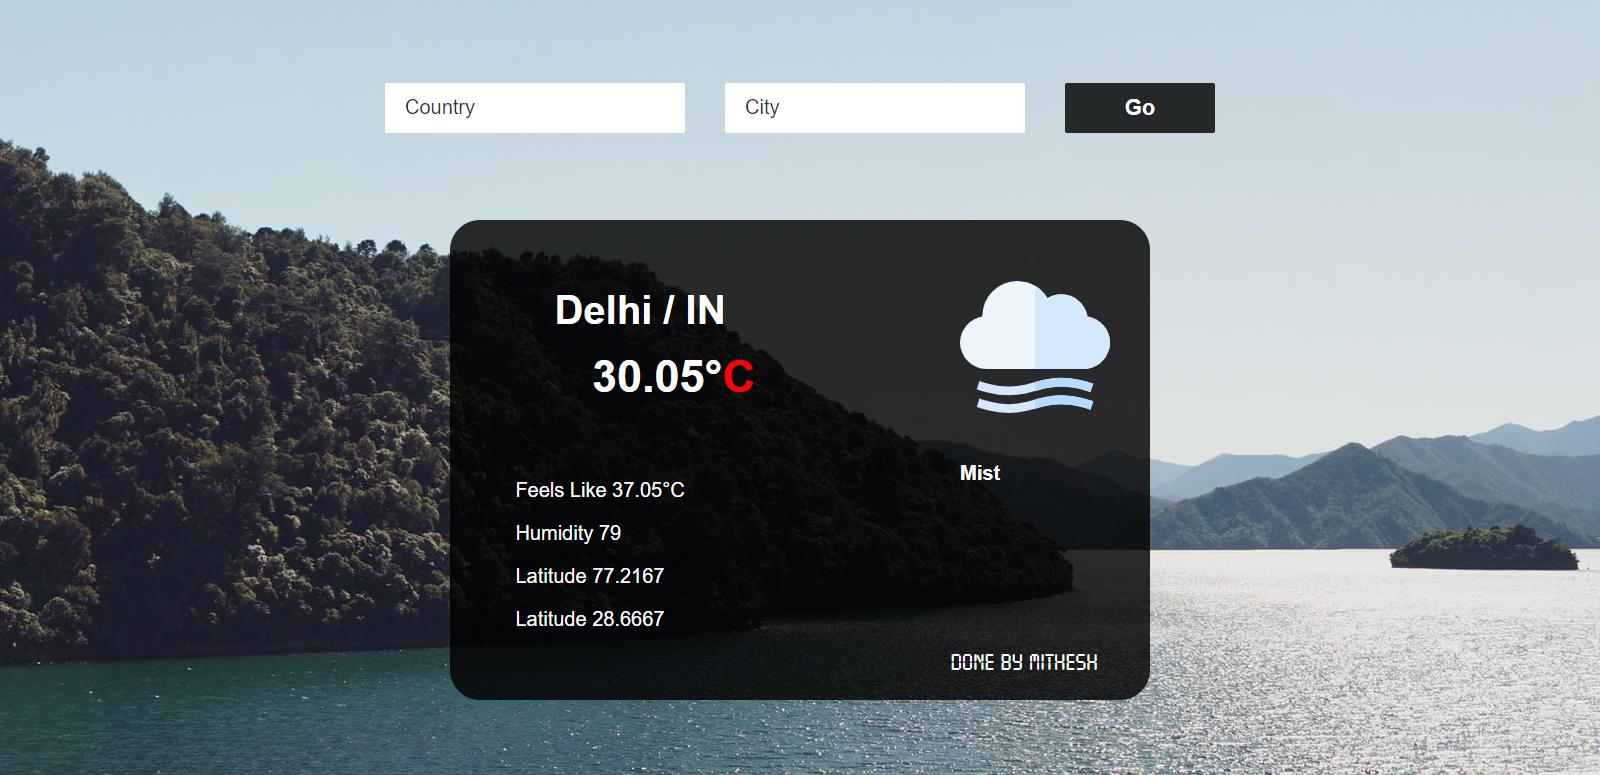 Country City Go
Delhi / IN
30.05°C
Mist
Feels Like 37.05°C
Humidity 79
Latitude 77.2167
Latitude 28.6667
DONE BY MITHESH